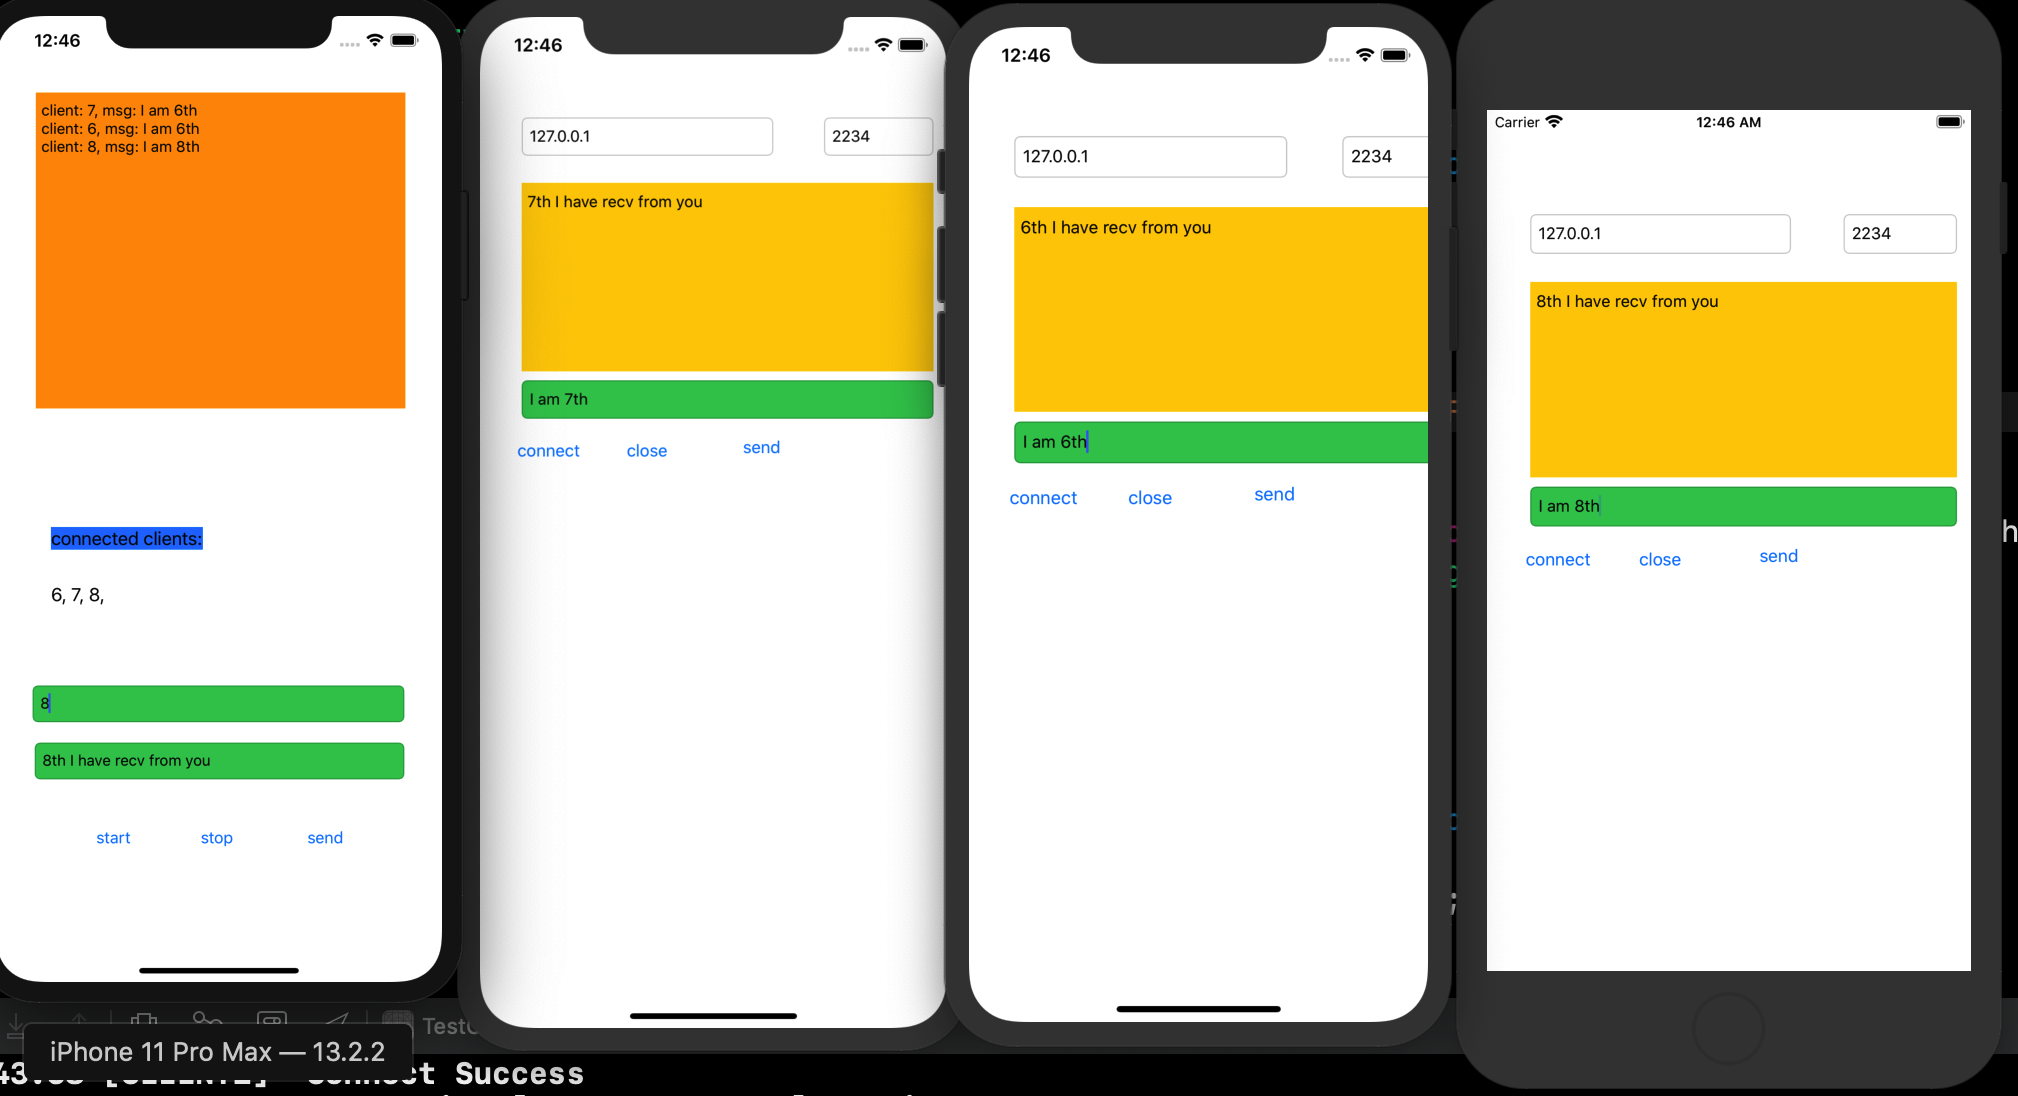 12:46
client: 7, msg: I am 6th
client: 6, msg: I am 6th
client: 8, msg: I am 8th
connected clients:
6, 7, 8,
8
8th I have recv from you
start stop send
12:46
127.0.0.1 2234
7th I have recv from you
I am 7th
connect close send
12:46
127.0.0.1 2234
6th I have recv from you
I am 6th
connect close send
Carrier 12:46 AM
127.0.0.1 2234
8th I have recv from you
I am 8th
connect close send
iPhone 11 Pro Max — 13.2.2
Success